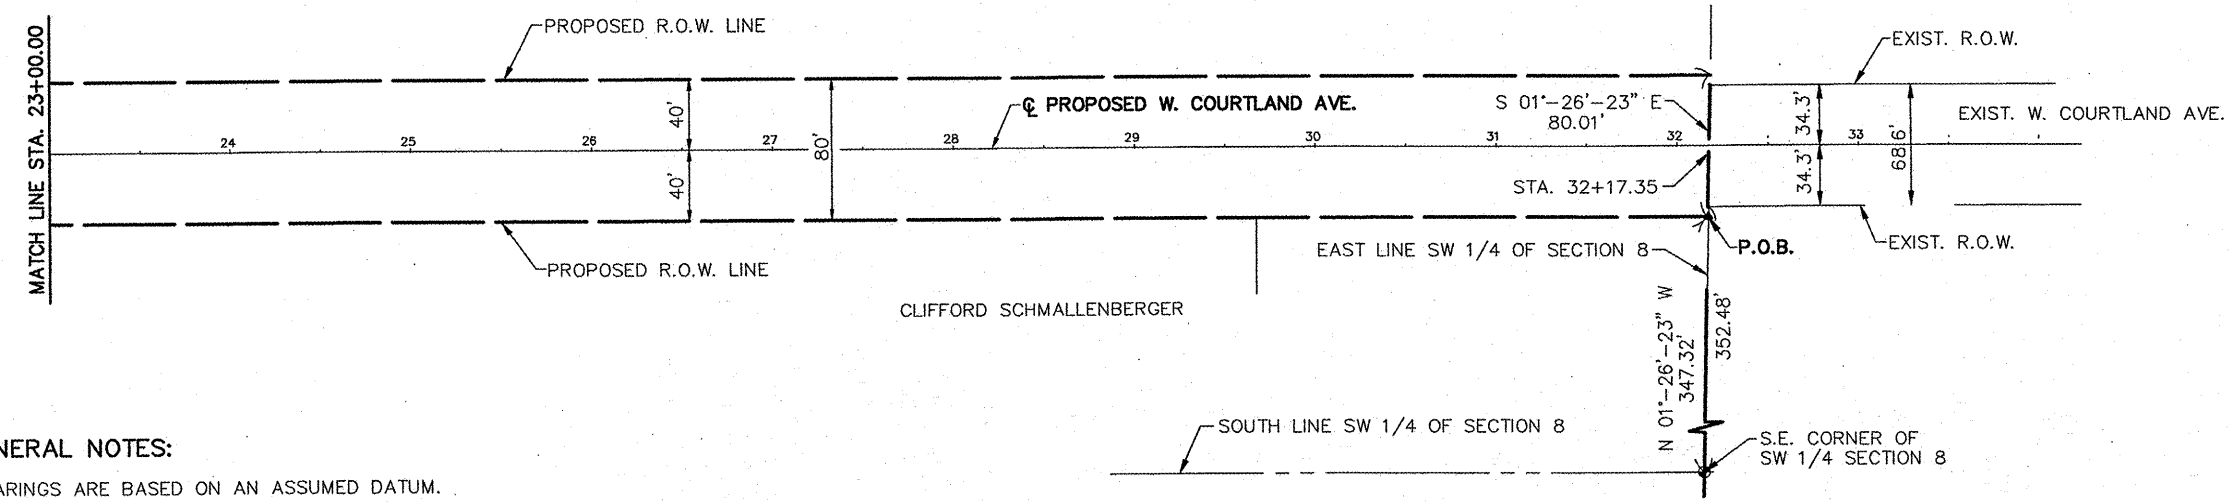 MATCH LINE STA. 23+00.00
PROPOSED R.O.W. LINE
EXIST. R.O.W.
40'
80'
℄ PROPOSED W. COURTLAND AVE.
S 01°-26'-23" E
80.01'
34.3'
68.6'
EXIST. W. COURTLAND AVE.
24
25
26
27
28
29
30
31
32
33
40'
34.3'
STA. 32+17.35
PROPOSED R.O.W. LINE
EAST LINE SW 1/4 OF SECTION 8
P.O.B.
EXIST. R.O.W.
CLIFFORD SCHMALLENBERGER
N 01°-26'-23" W
347.32'
352.48'
SOUTH LINE SW 1/4 OF SECTION 8
S.E. CORNER OF
SW 1/4 SECTION 8
NERAL NOTES:
ARINGS ARE BASED ON AN ASSUMED DATUM.